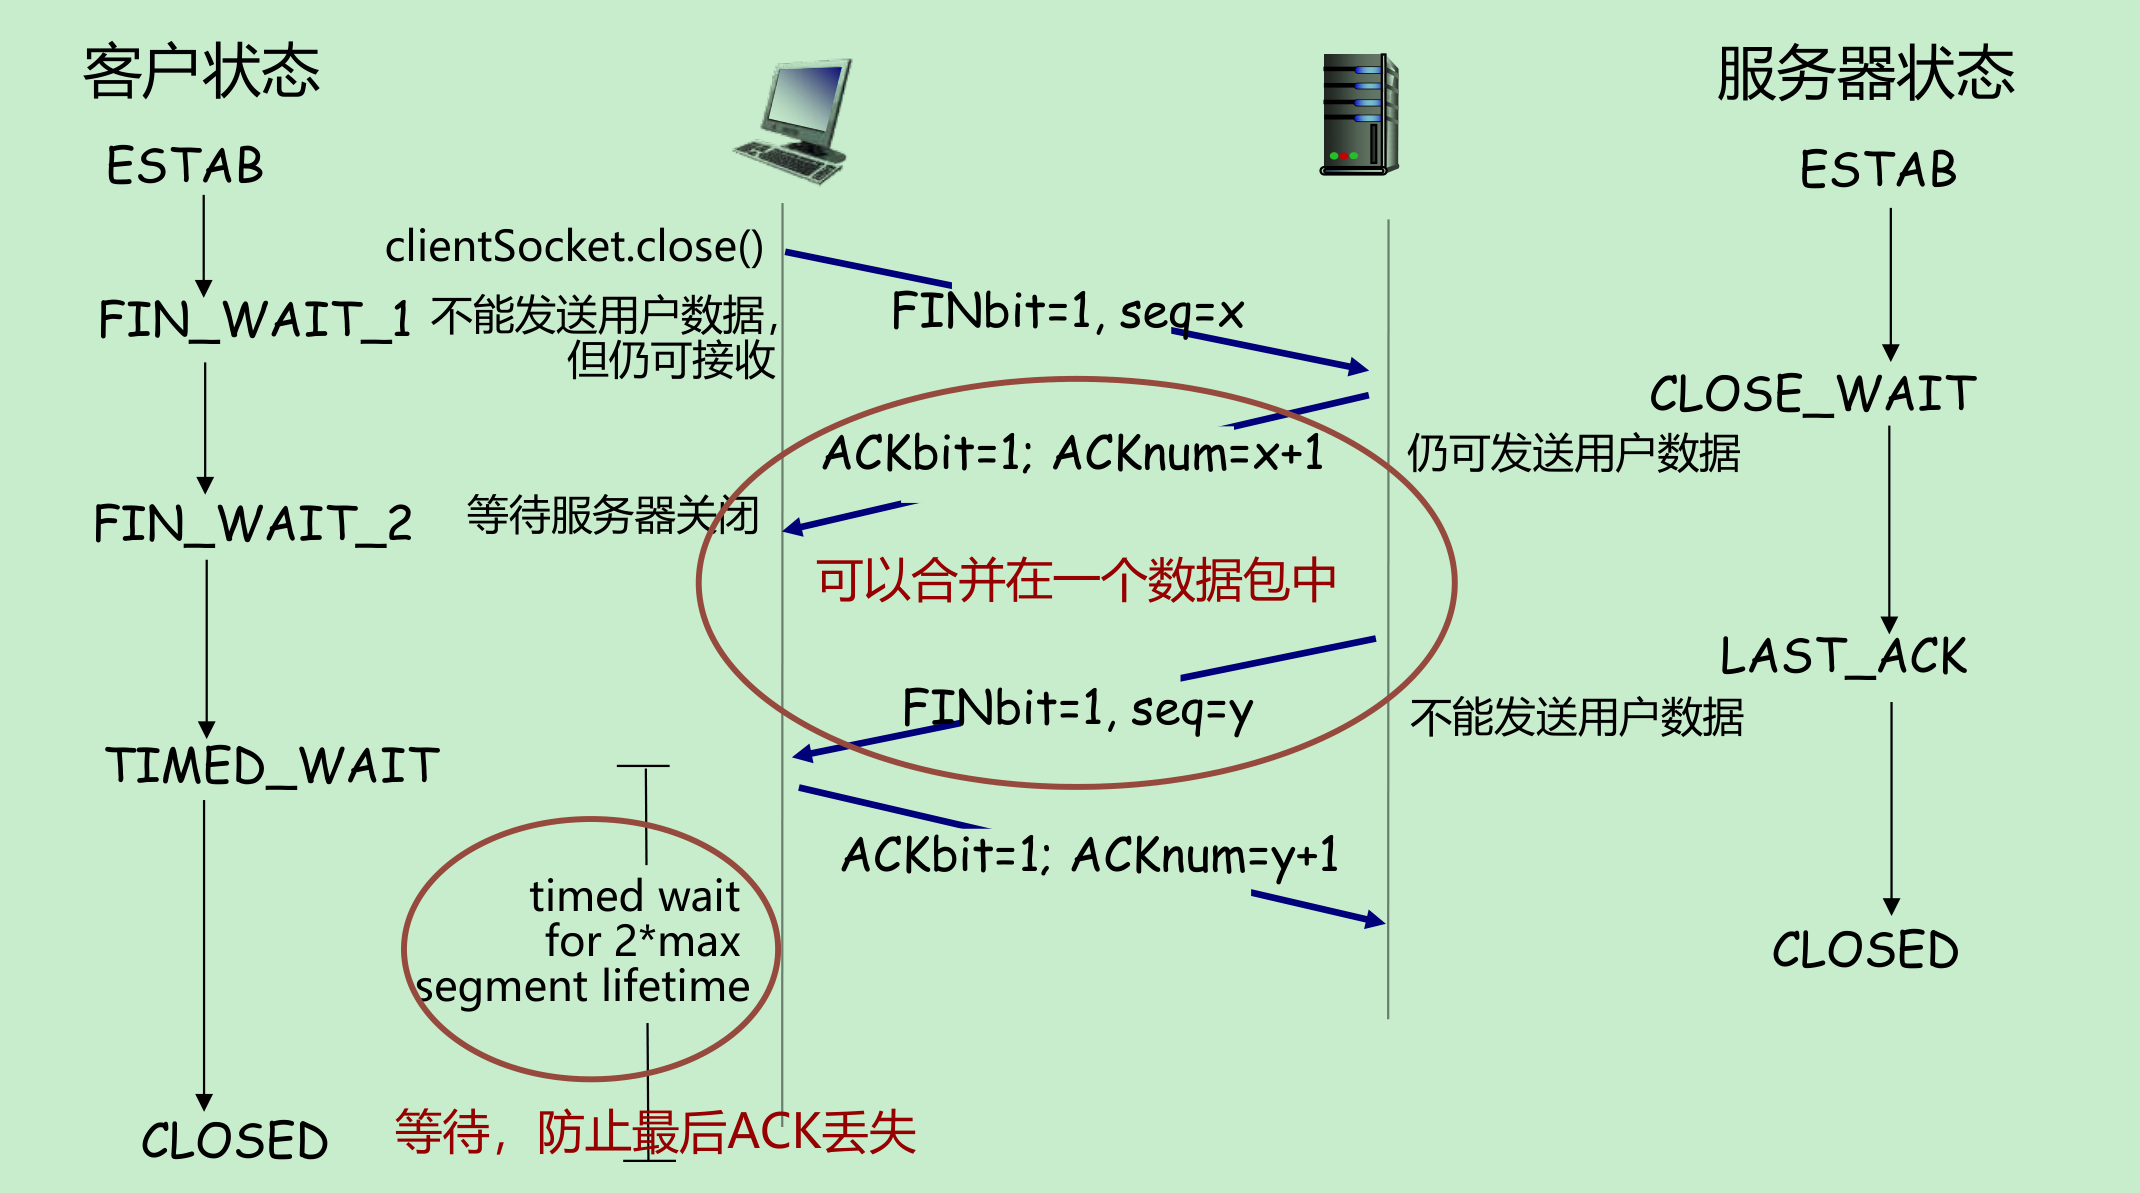 客户状态
服务器状态
ESTAB
ESTAB
clientSocket.close()
FINbit=1, seq=x
FIN_WAIT_1
不能发送用户数据,
但仍可接收
CLOSE_WAIT
ACKbit=1; ACKnum=x+1
仍可发送用户数据
FIN_WAIT_2
等待服务器关闭
可以合并在一个数据包中
LAST_ACK
FINbit=1, seq=y
不能发送用户数据
TIMED_WAIT
ACKbit=1; ACKnum=y+1
timed wait
for 2*max
segment lifetime
CLOSED
CLOSED
等待，防止最后ACK丢失